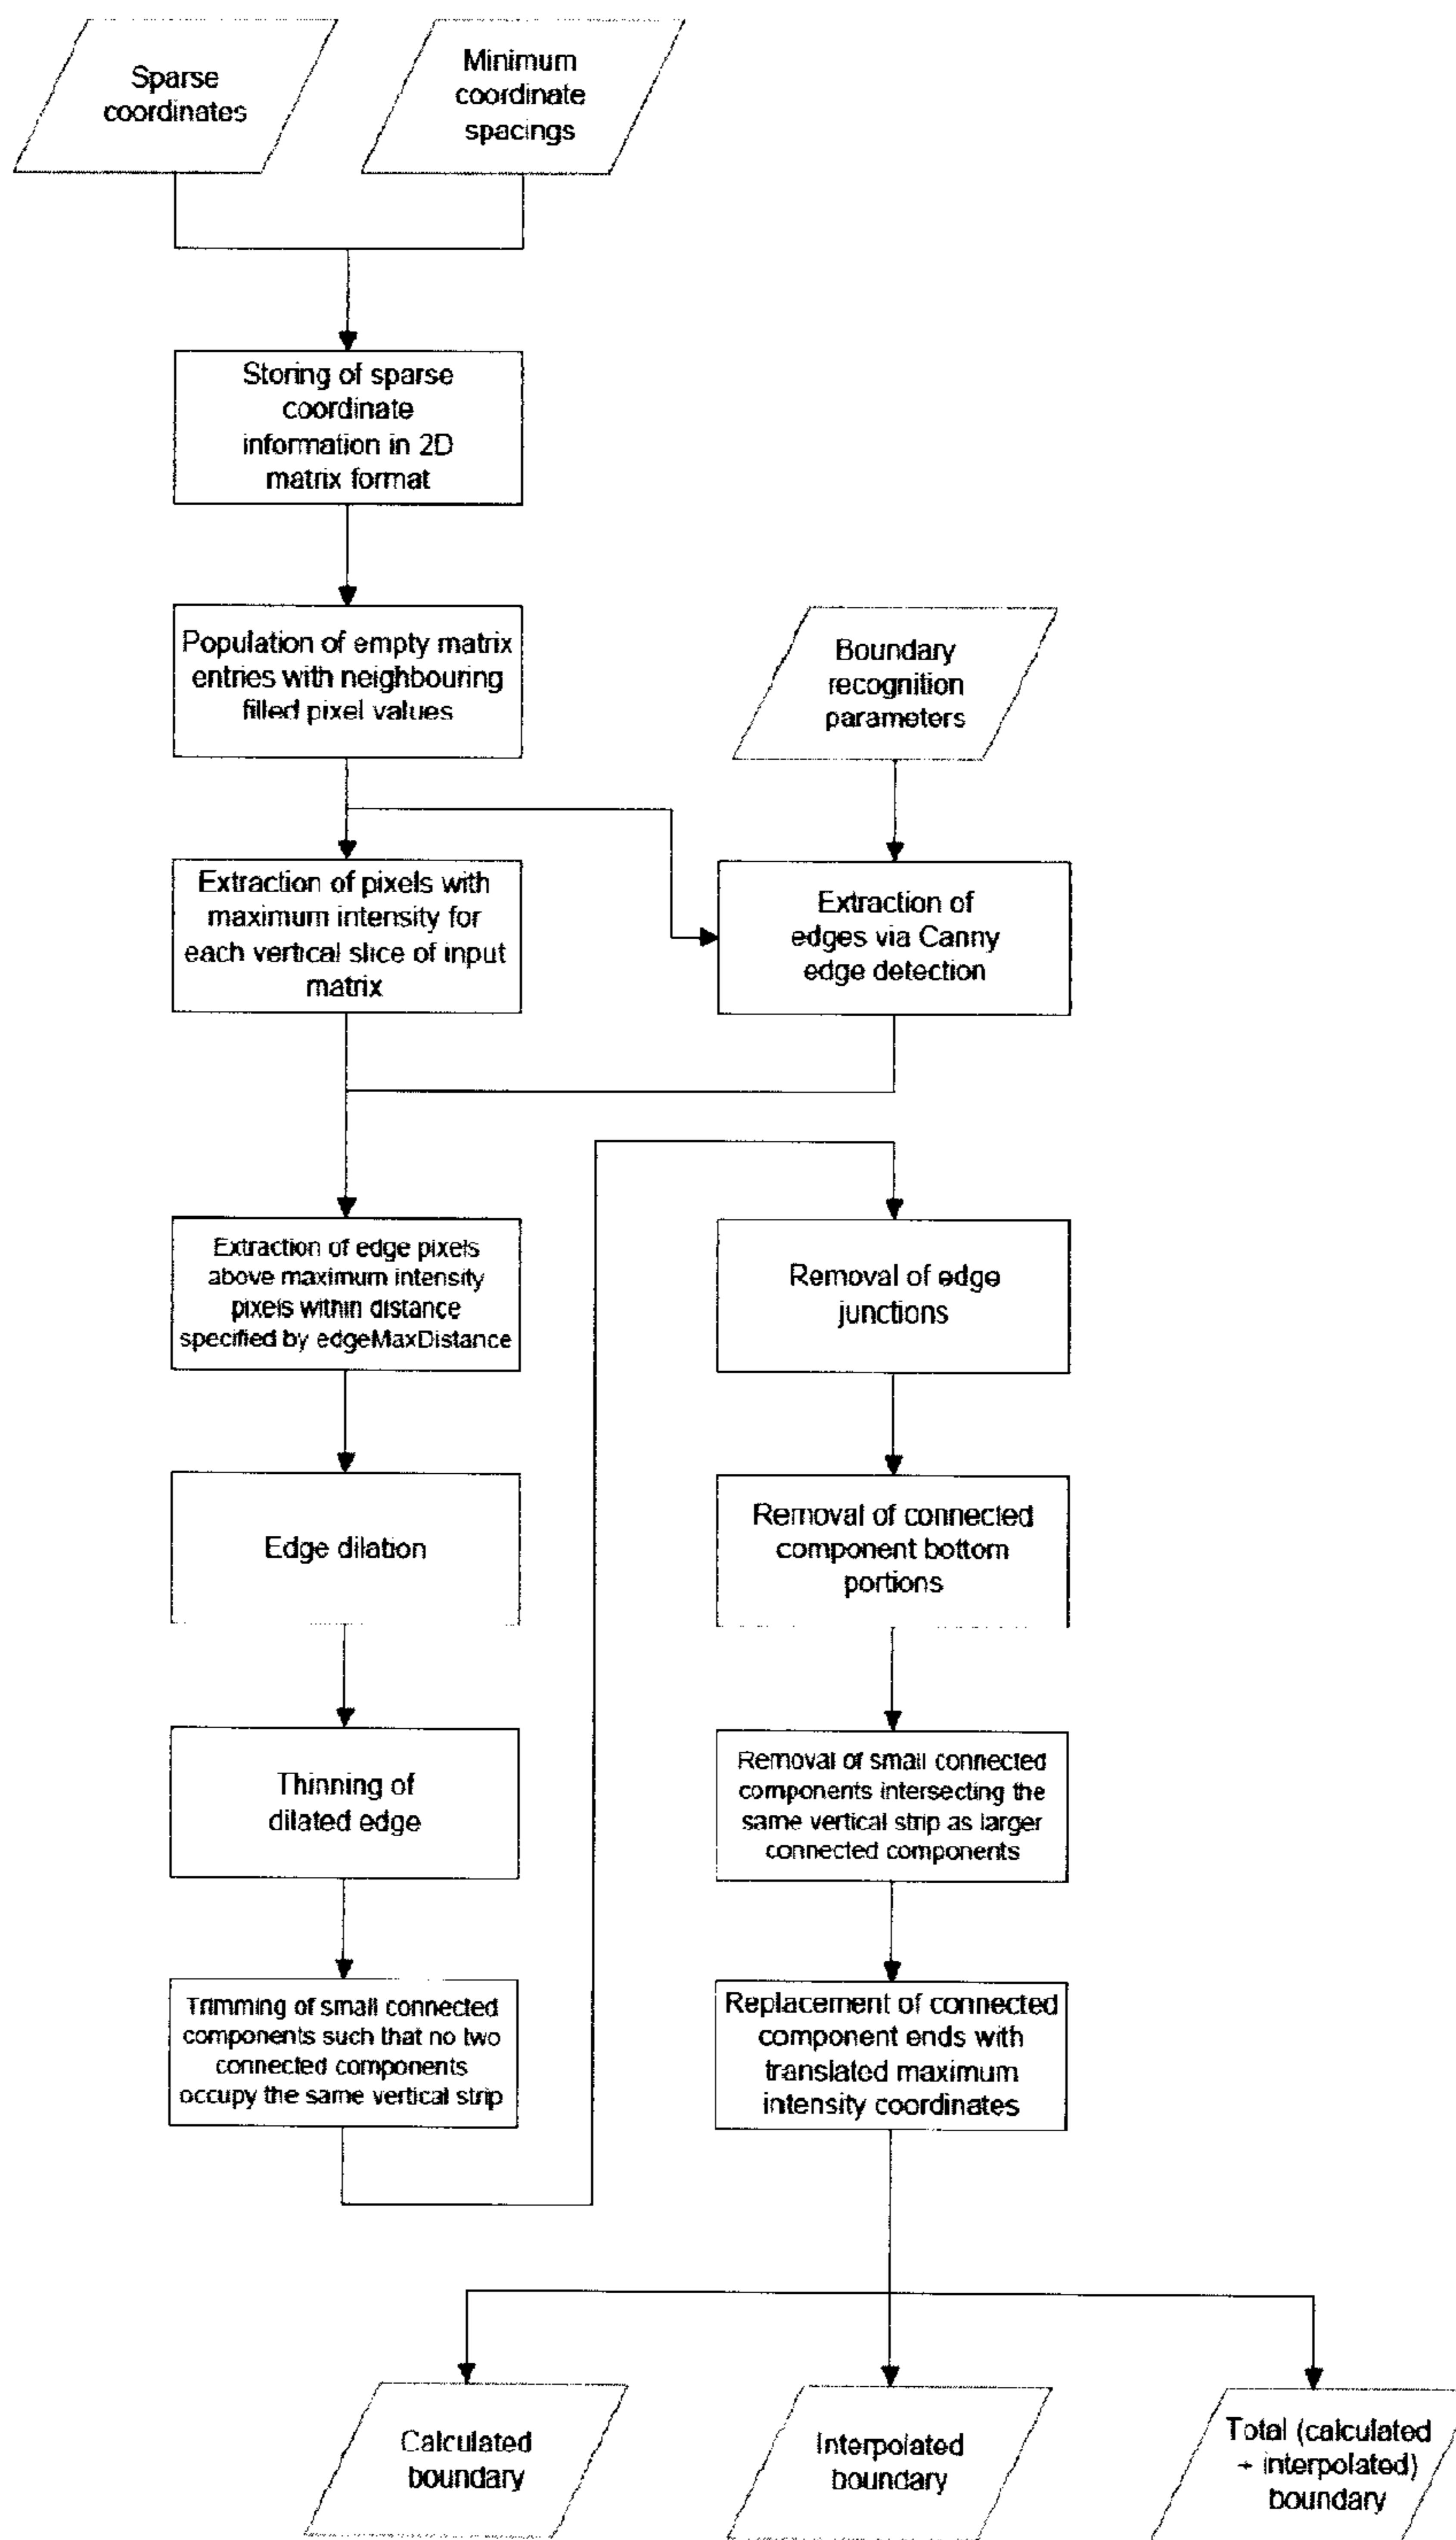 Sparse
coordinates
Minimum
coordinate
spacings
Storing of sparse
coordinate
information in 2D
matrix format
Population of empty matrix
entries with neighbouring
filled pixel values
Boundary
recognition
parameters
Extraction of pixels with
maximum intensity for
each vertical slice of input
matrix
Extraction of
edges via Canny
edge detection
Extraction of edge pixels
above maximum intensity
pixels within distance
specified by edgeMaxDistance
Edge dilation
Thinning of
dilated edge
Trimming of small connected
components such that no two
connected components
occupy the same vertical strip
Removal of edge
junctions
Removal of connected
component bottom
portions
Removal of small connected
components intersecting the
same vertical strip as larger
connected components
Replacement of connected
component ends with
translated maximum
intensity coordinates
Calculated
boundary
Interpolated
boundary
Total (calculated
+ interpolated)
boundary